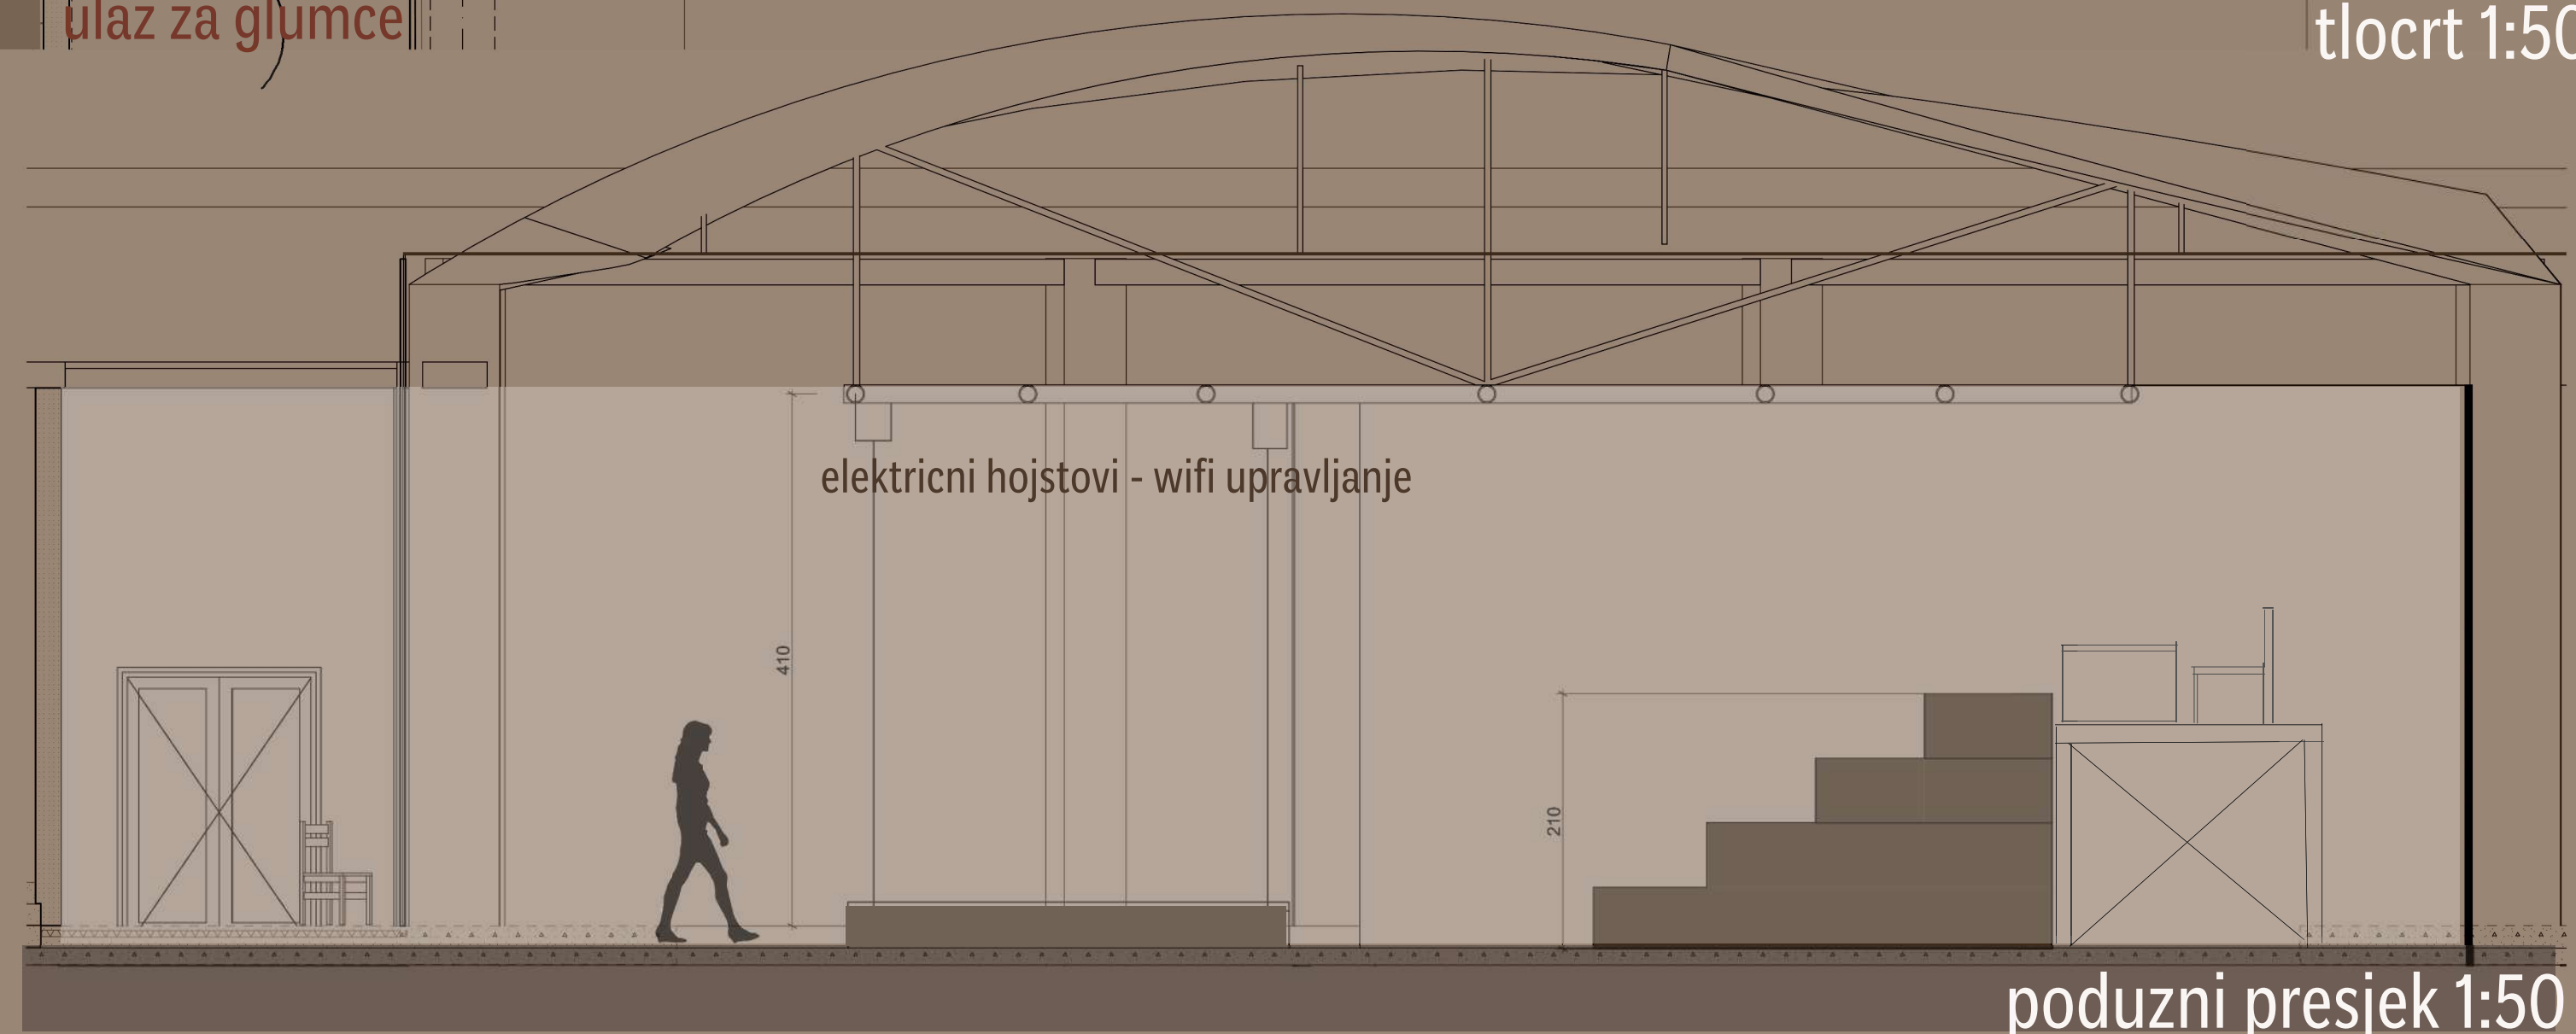 ulaz za glumce
tlocrt 1:50
elektricni hojstovi - wifi upravljanje
410
210
poduzni presjek 1:50